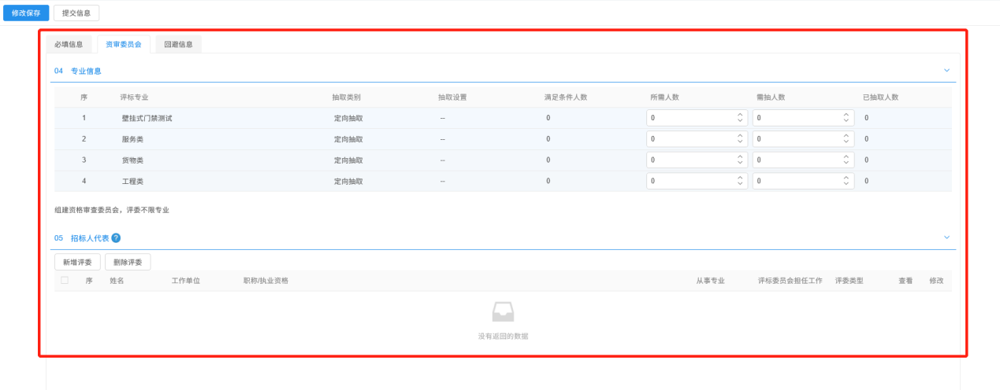 修改保存 提交信息
必填信息 资审委员会 回避信息
04 专业信息
序 评标专业 抽取类别 抽取设置 满足条件人数 所需人数 需抽人数 已抽取人数
1 壁挂式门禁测试 定向抽取 -- 0 0 0 0
2 服务类 定向抽取 -- 0 0 0 0
3 货物类 定向抽取 -- 0 0 0 0
4 工程类 定向抽取 -- 0 0 0 0
组建资格审查委员会，评委不限专业
05 招标人代表 ?
新增评委 删除评委
序 姓名 工作单位 职称/执业资格 从事专业 评标委员会担任工作 评委类型 查看 修改
没有返回的数据